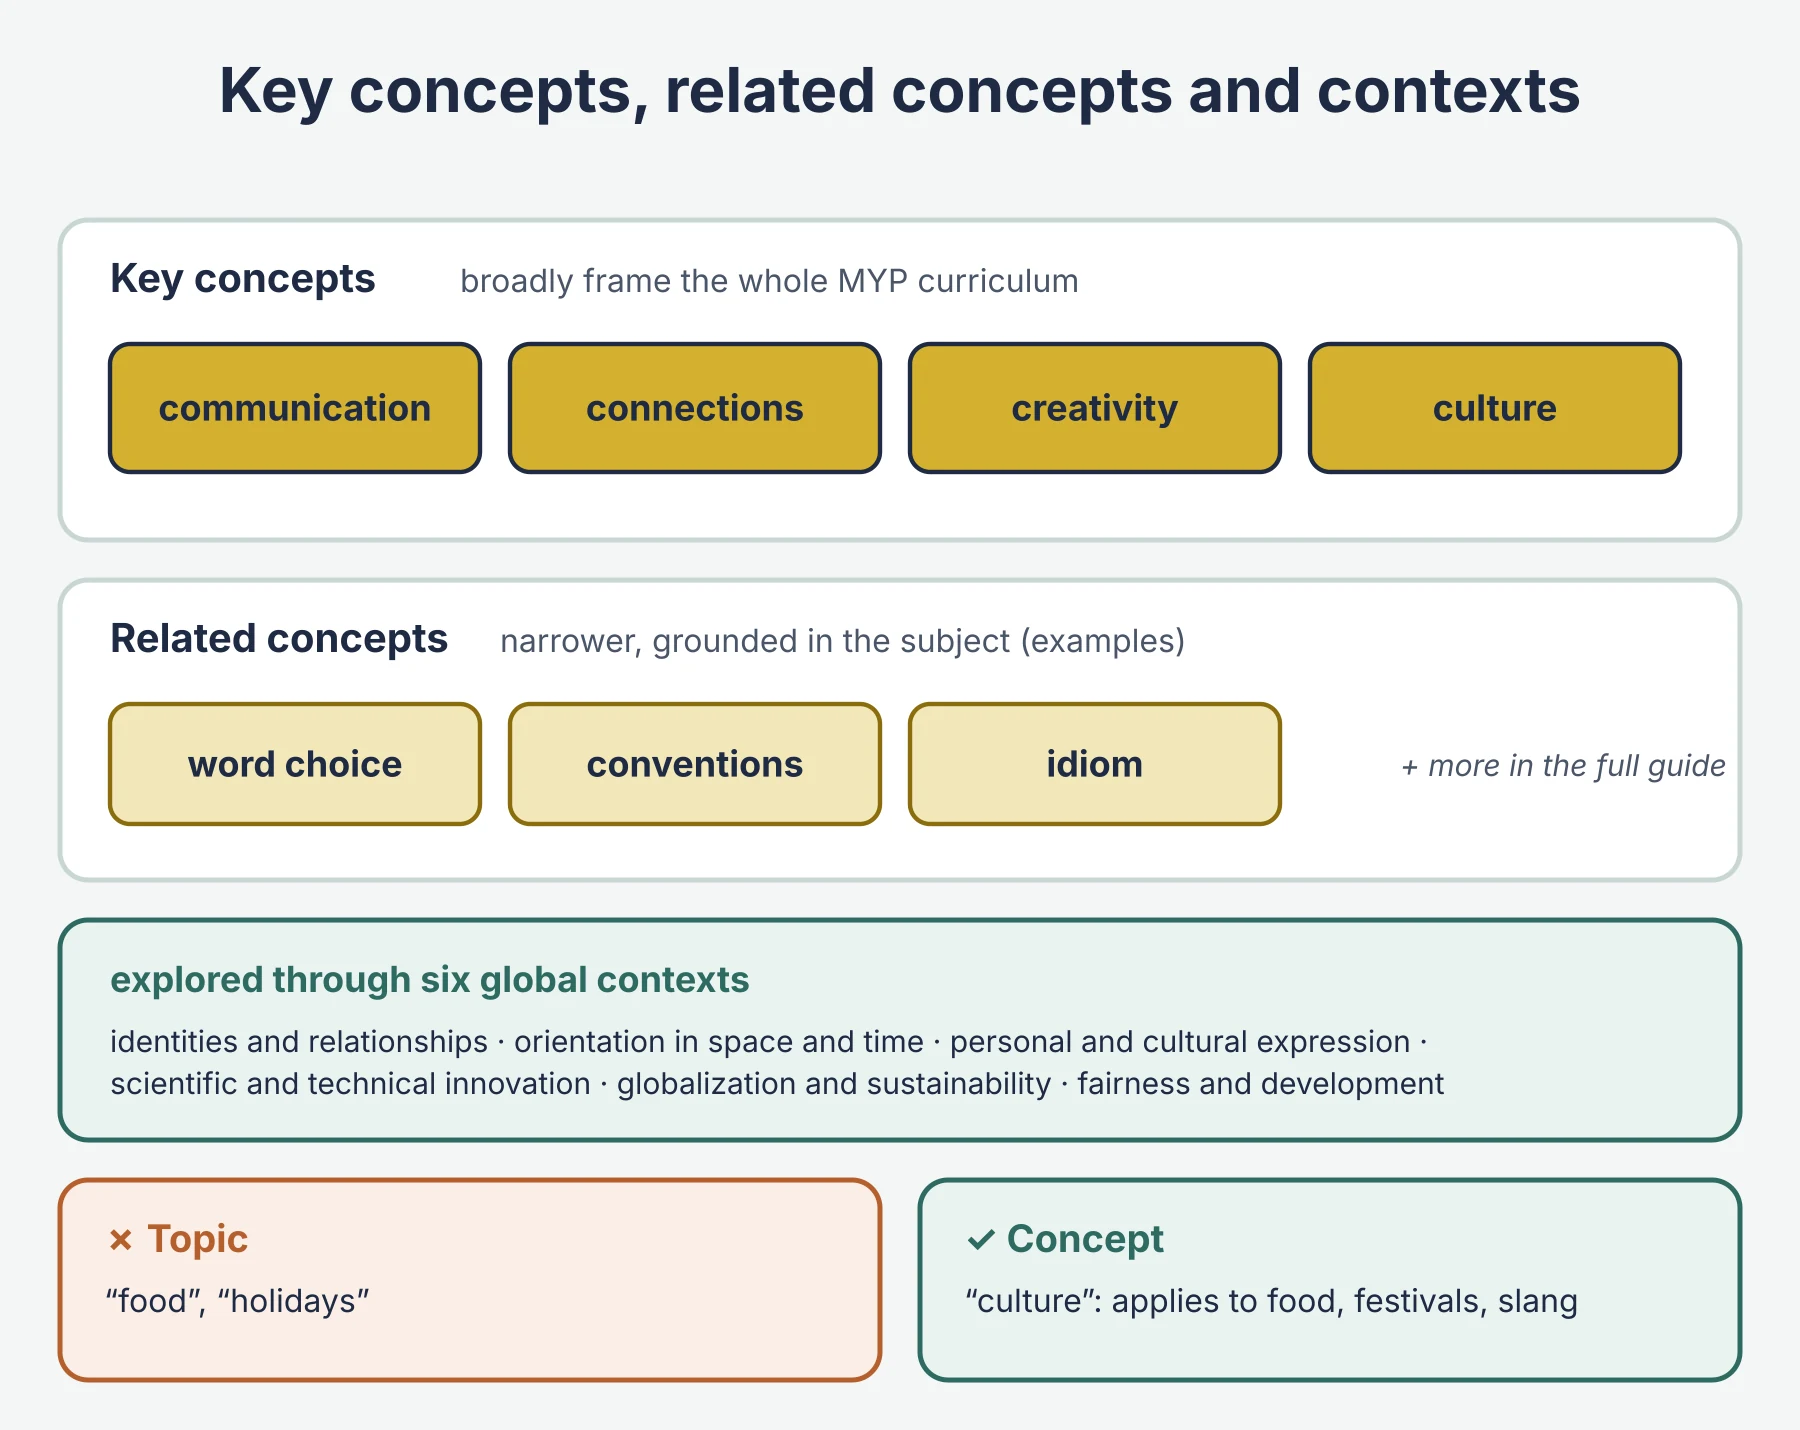 Key concepts, related concepts and contexts
Key concepts broadly frame the whole MYP curriculum
communication connections creativity culture
Related concepts narrower, grounded in the subject (examples)
word choice conventions idiom + more in the full guide
explored through six global contexts
identities and relationships · orientation in space and time · personal and cultural expression ·
scientific and technical innovation · globalization and sustainability · fairness and development
× Topic
“food”, “holidays”
✓ Concept
“culture”: applies to food, festivals, slang